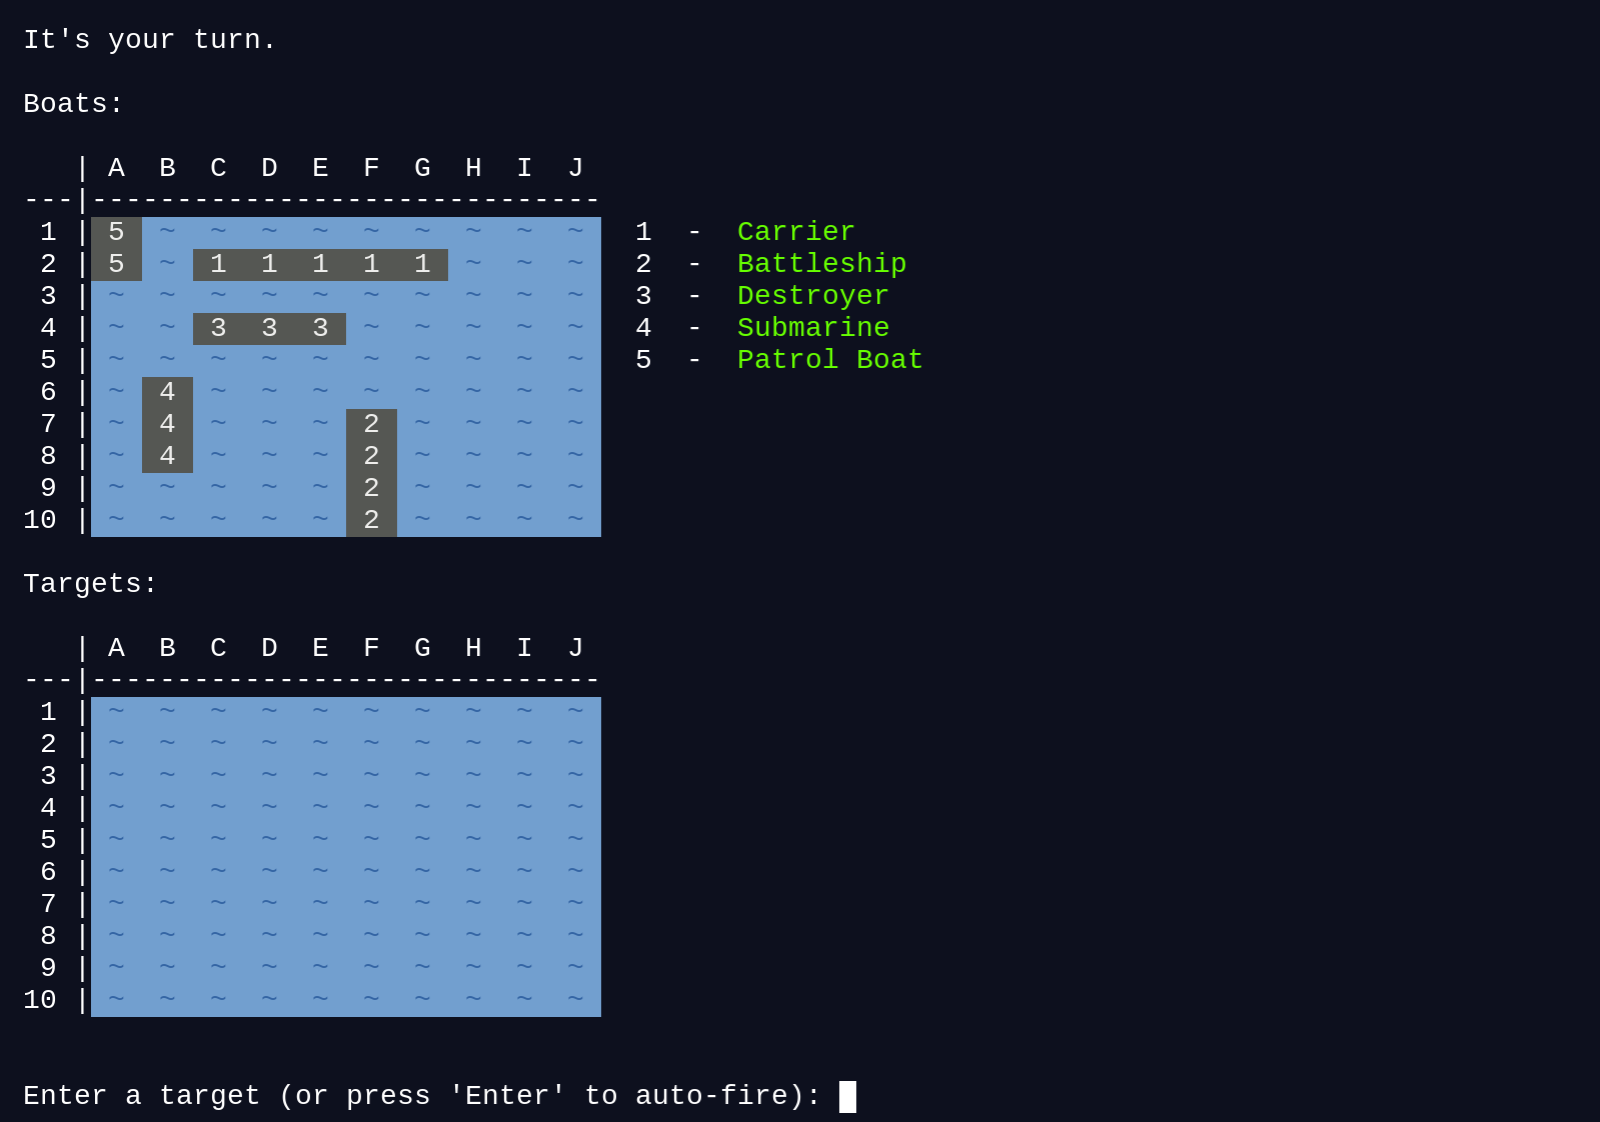 It's your turn.
Boats:
   | A  B  C  D  E  F  G  H  I  J
---|------------------------------
 1 | 5  ~  ~  ~  ~  ~  ~  ~  ~  ~   1  -  Carrier
 2 | 5  ~  1  1  1  1  1  ~  ~  ~   2  -  Battleship
 3 | ~  ~  ~  ~  ~  ~  ~  ~  ~  ~   3  -  Destroyer
 4 | ~  ~  3  3  3  ~  ~  ~  ~  ~   4  -  Submarine
 5 | ~  ~  ~  ~  ~  ~  ~  ~  ~  ~   5  -  Patrol Boat
 6 | ~  4  ~  ~  ~  ~  ~  ~  ~  ~
 7 | ~  4  ~  ~  ~  2  ~  ~  ~  ~
 8 | ~  4  ~  ~  ~  2  ~  ~  ~  ~
 9 | ~  ~  ~  ~  ~  2  ~  ~  ~  ~
10 | ~  ~  ~  ~  ~  2  ~  ~  ~  ~
Targets:
   | A  B  C  D  E  F  G  H  I  J
---|------------------------------
 1 | ~  ~  ~  ~  ~  ~  ~  ~  ~  ~
 2 | ~  ~  ~  ~  ~  ~  ~  ~  ~  ~
 3 | ~  ~  ~  ~  ~  ~  ~  ~  ~  ~
 4 | ~  ~  ~  ~  ~  ~  ~  ~  ~  ~
 5 | ~  ~  ~  ~  ~  ~  ~  ~  ~  ~
 6 | ~  ~  ~  ~  ~  ~  ~  ~  ~  ~
 7 | ~  ~  ~  ~  ~  ~  ~  ~  ~  ~
 8 | ~  ~  ~  ~  ~  ~  ~  ~  ~  ~
 9 | ~  ~  ~  ~  ~  ~  ~  ~  ~  ~
10 | ~  ~  ~  ~  ~  ~  ~  ~  ~  ~
Enter a target (or press 'Enter' to auto-fire):